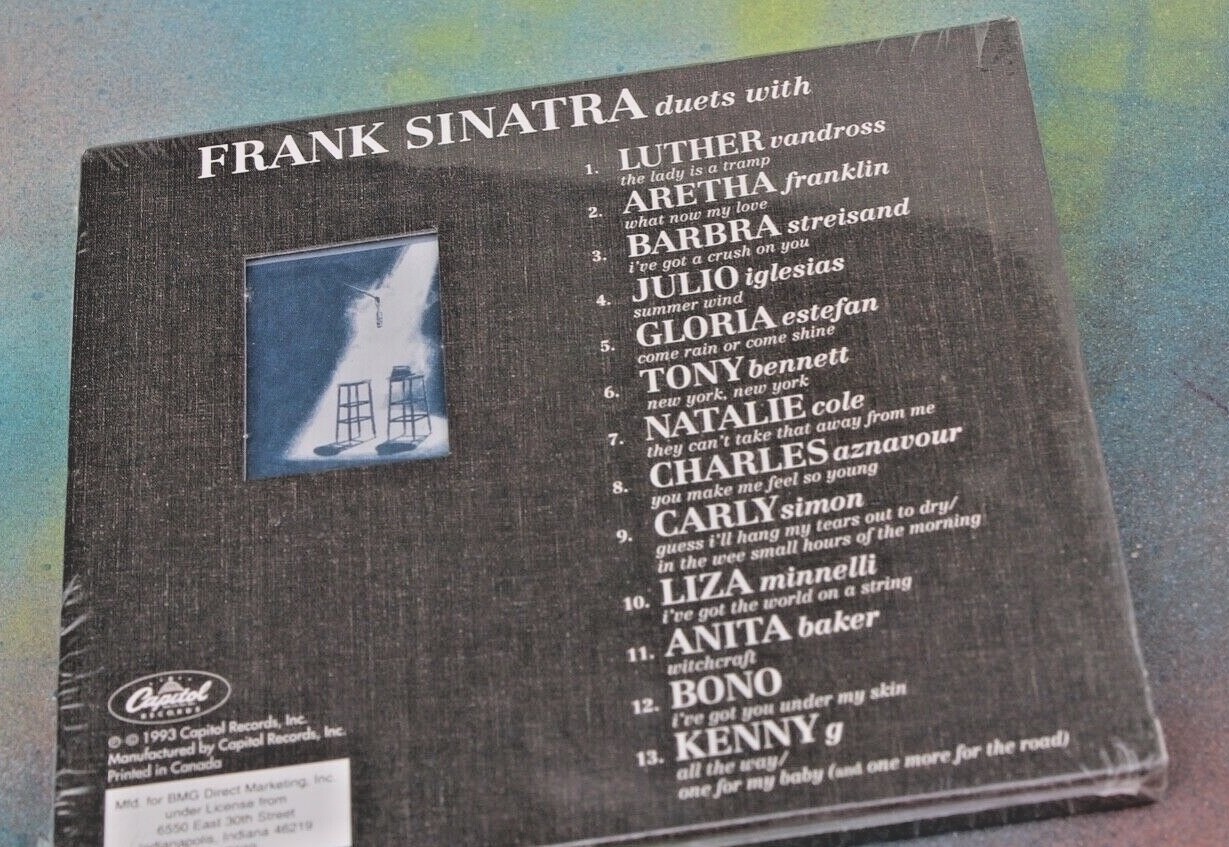 FRANK SINATRA duets with
1. LUTHER vandross
the lady is a tramp
2. ARETHA franklin
what now my love
3. BARBRA streisand
i've got a crush on you
4. JULIO iglesias
summer wind
5. GLORIA estefan
come rain or come shine
6. TONY bennett
new york, new york
7. NATALIE cole
they can't take that away from me
8. CHARLES aznavour
you make me feel so young
9. CARLY simon
guess i'll hang my tears out to dry/
in the wee small hours of the morning
10. LIZA minnelli
i've got the world on a string
11. ANITA baker
witchcraft
12. BONO
i've got you under my skin
13. KENNY g
all the way/
one for my baby (and one more for the road)
Capitol
RECORDS
℗ © 1993 Capitol Records, Inc.
Manufactured by Capitol Records, Inc.
Printed in Canada
Mfd. for BMG Direct Marketing, Inc.
under License from
6550 East 30th Street
Indianapolis, Indiana 46219